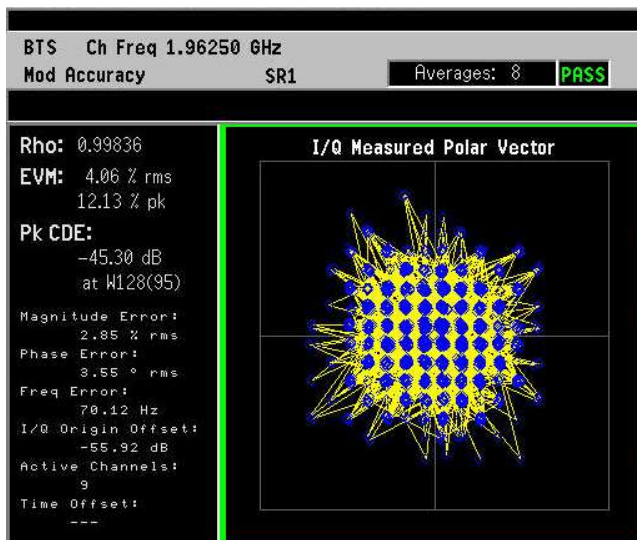 BTS Ch Freq 1.96250 GHz
Mod Accuracy SR1 Averages: 8 PASS
Rho: 0.99836
EVM: 4.06 % rms
12.13 % pk
Pk CDE:
-45.30 dB
at W128(95)
Magnitude Error:
2.85 % rms
Phase Error:
3.55 ° rms
Freq Error:
70.12 Hz
I/Q Origin Offset:
-55.92 dB
Active Channels:
9
Time Offset:
---
I/Q Measured Polar Vector